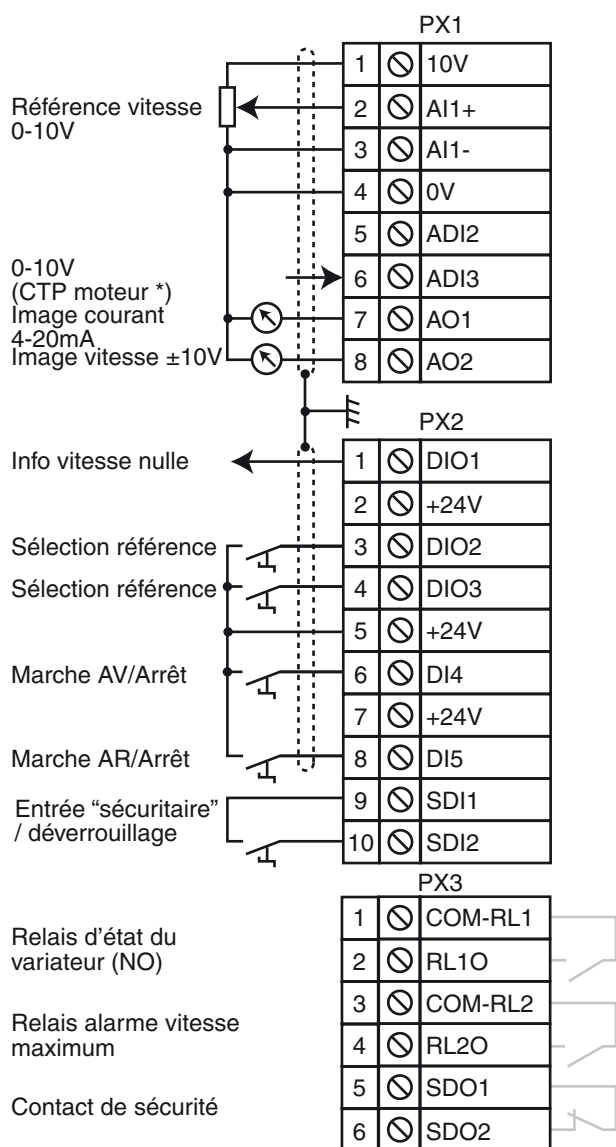 PX1
1 10V
Référence vitesse 2 AI1+
0-10V
3 AI1-
4 0V
5 ADI2
0-10V
6 ADI3
(CTP moteur *)
Image courant 7 AO1
4-20mA
Image vitesse ±10V 8 AO2
PX2
Info vitesse nulle 1 DIO1
2 +24V
Sélection référence 3 DIO2
Sélection référence 4 DIO3
5 +24V
Marche AV/Arrêt 6 DI4
7 +24V
Marche AR/Arrêt 8 DI5
9 SDI1
Entrée “sécuritaire”
/ déverrouillage 10 SDI2
PX3
1 COM-RL1
Relais d’état du
variateur (NO) 2 RL1O
3 COM-RL2
Relais alarme vitesse
maximum 4 RL2O
5 SDO1
Contact de sécurité
6 SDO2